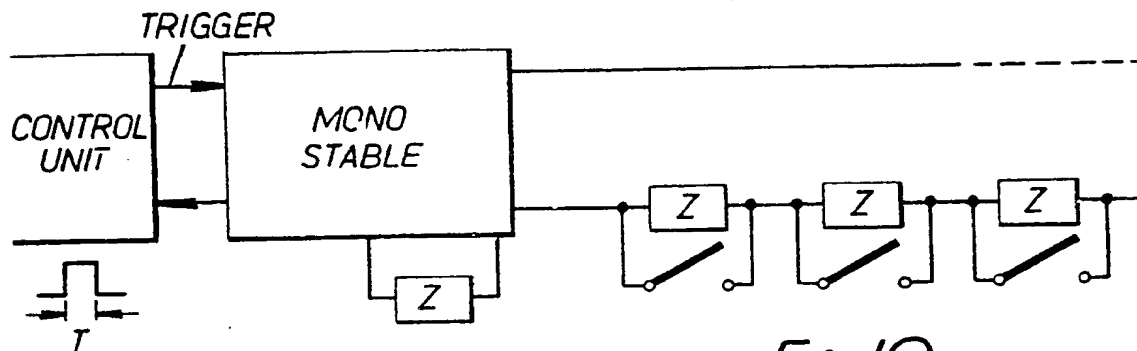 TRIGGER
CONTROL
UNIT
MONO
STABLE
Z
Z
Z
Z
T